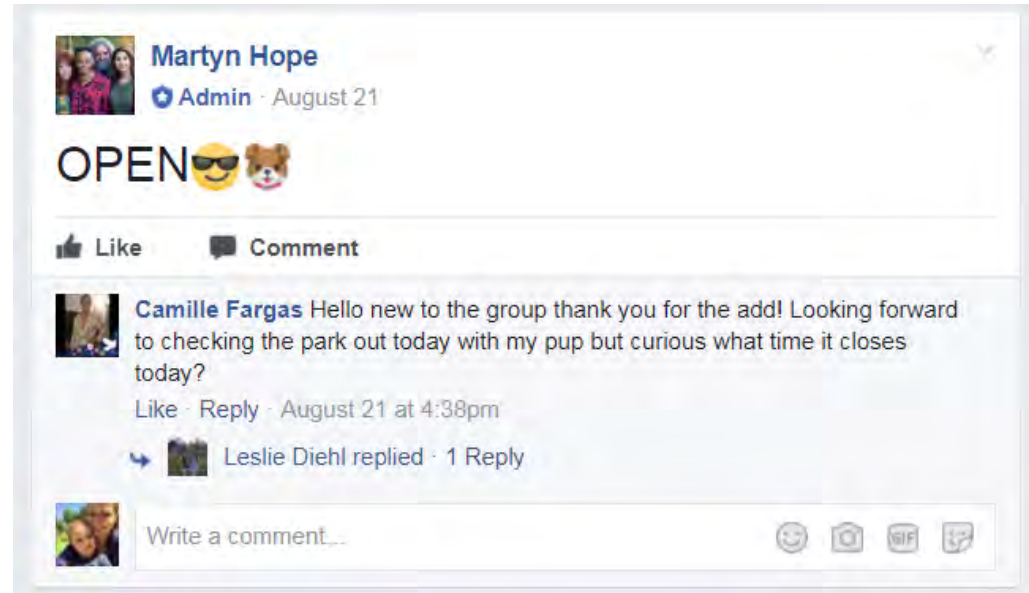 Martyn Hope
Admin · August 21
OPEN😎🐶
Like Comment
Camille Fargas Hello new to the group thank you for the add! Looking forward
to checking the park out today with my pup but curious what time it closes
today?
Like · Reply · August 21 at 4:38pm
Leslie Diehl replied · 1 Reply
Write a comment...
GIF